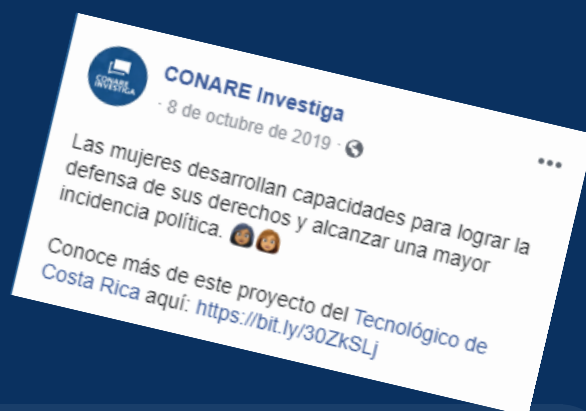 CONARE
INVESTIGA
CONARE Investiga
· 8 de octubre de 2019 ·
Las mujeres desarrollan capacidades para lograr la
defensa de sus derechos y alcanzar una mayor
incidencia política. 👩🏾👩🏽
Conoce más de este proyecto del Tecnológico de
Costa Rica aquí: https://bit.ly/30ZkSLj